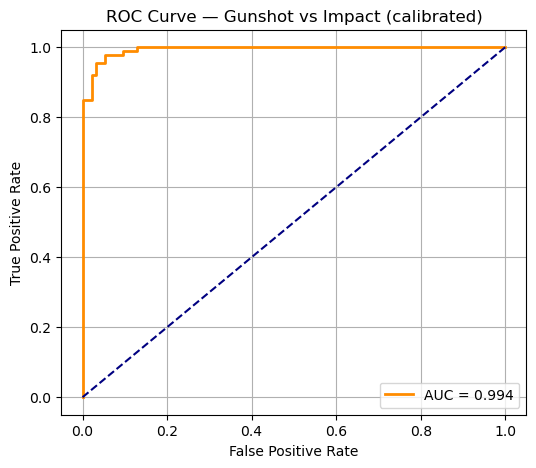 ROC Curve — Gunshot vs Impact (calibrated)
True Positive Rate
1.0
0.8
0.6
0.4
0.2
0.0
AUC = 0.994
0.0 0.2 0.4 0.6 0.8 1.0
False Positive Rate